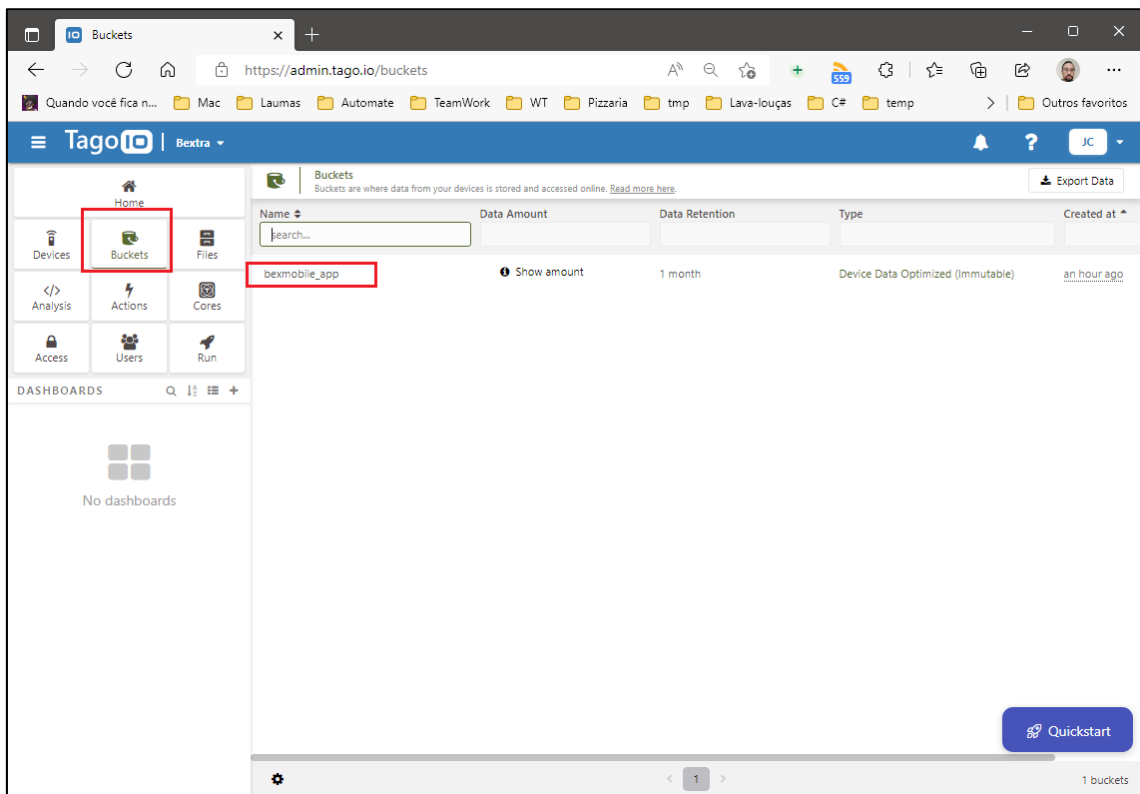 Buckets
https://admin.tago.io/buckets
559
Quando você fica n... Mac Laumas Automate TeamWork WT Pizzaria tmp Lava-louças C# temp Outros favoritos
Tago IO | Bextra
? JC
Home
Devices Buckets Files
Analysis Actions Cores
Access Users Run
DASHBOARDS
No dashboards
Buckets
Buckets are where data from your devices is stored and accessed online. Read more here.
Export Data
Name Data Amount Data Retention Type Created at
search...
bexmobile_app Show amount 1 month Device Data Optimized (Immutable) an hour ago
Quickstart
< 1 >
1 buckets